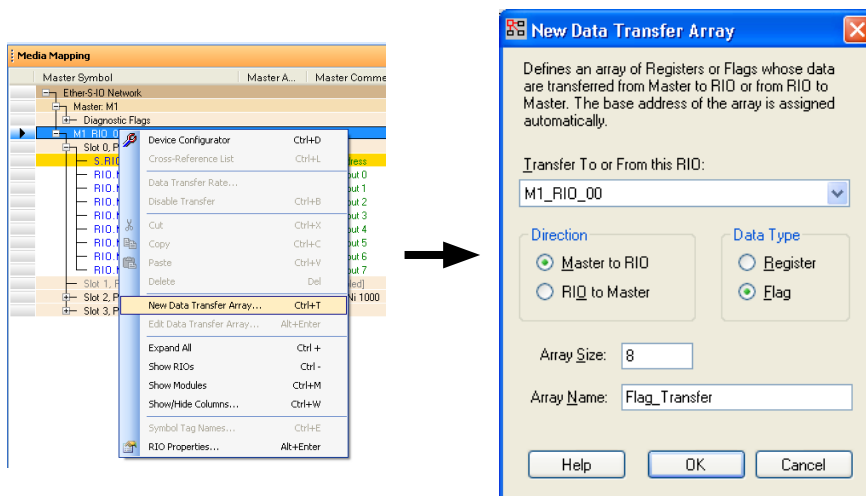 Media Mapping
Master Symbol Master A... Master Comme
Ether-S-IO Network
Master: M1
Diagnostic Flags
M1_RIO_0
Slot 0, P
S.RIO
RIO.
RIO.
RIO.
RIO.
RIO.
RIO.
RIO.
RIO.
Slot 1, P
Slot 2, P
Slot 3, P
ress
out 0
out 1
out 2
out 3
out 4
out 5
out 6
out 7
led]
Ni 1000
Device Configurator Ctrl+D
Cross-Reference List Ctrl+L
Data Transfer Rate...
Disable Transfer Ctrl+B
Cut Ctrl+X
Copy Ctrl+C
Paste Ctrl+V
Delete Del
New Data Transfer Array... Ctrl+T
Edit Data Transfer Array... Alt+Enter
Expand All Ctrl +
Show RIOs Ctrl -
Show Modules Ctrl+M
Show/Hide Columns... Ctrl+W
Symbol Tag Names... Ctrl+E
RIO Properties... Alt+Enter
New Data Transfer Array
Defines an array of Registers or Flags whose data
are transferred from Master to RIO or from RIO to
Master. The base address of the array is assigned
automatically.
Transfer To or From this RIO:
M1_RIO_00
Direction
Master to RIO
RIO to Master
Data Type
Register
Flag
Array Size: 8
Array Name: Flag_Transfer
Help OK Cancel